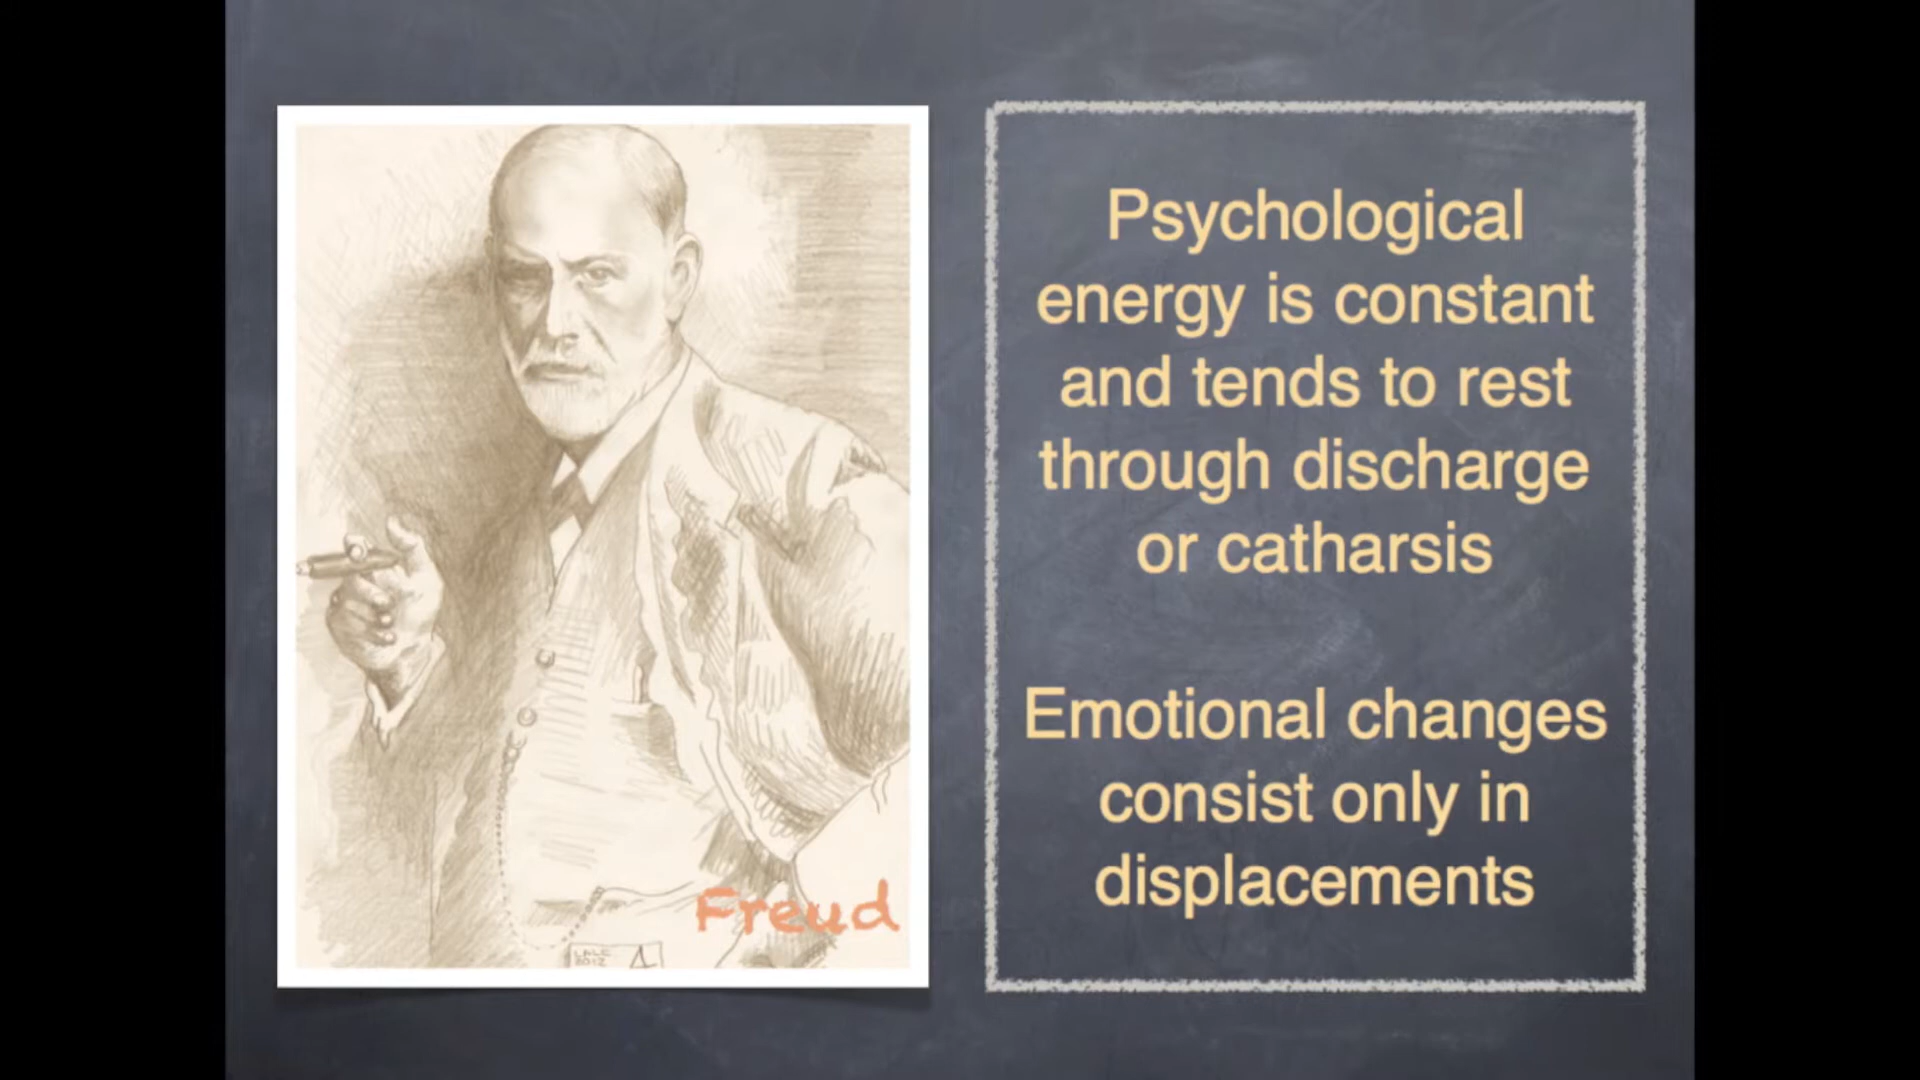 Psychological
energy is constant
and tends to rest
through discharge
or catharsis
Emotional changes
consist only in
displacements
Freud
2012